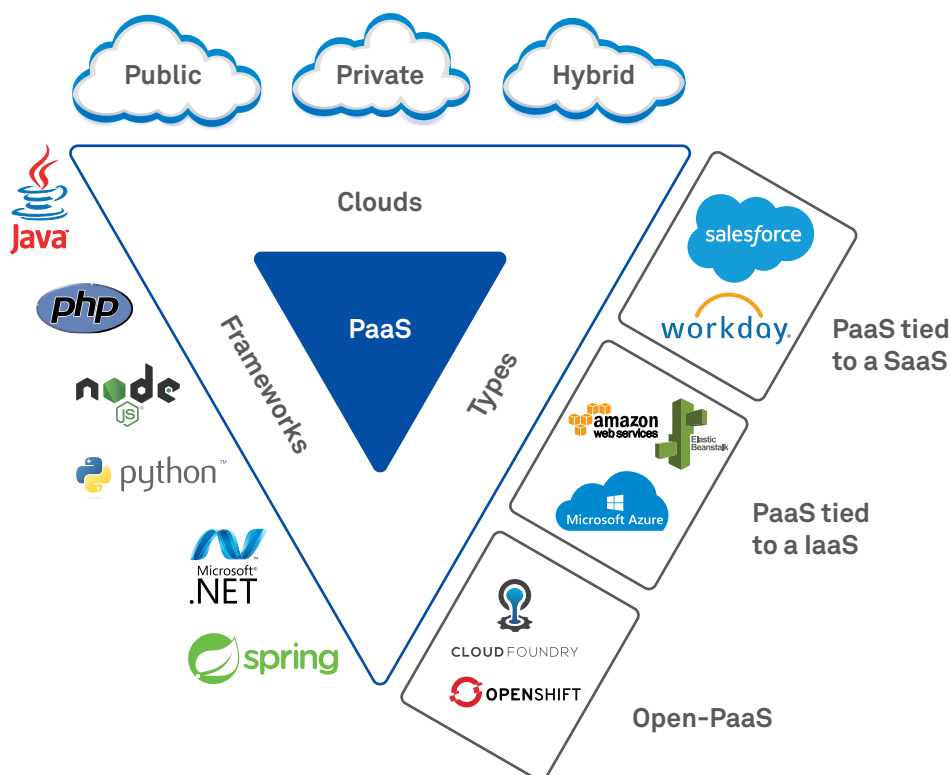 Public
Private
Hybrid
Clouds
Java
php
node
JS
python™
Microsoft®
.NET
spring
Frameworks
PaaS
Types
salesforce
workday.
PaaS tied
to a SaaS
amazon
web services
Elastic
Beanstalk
Microsoft Azure
PaaS tied
to a IaaS
CLOUD FOUNDRY
OPENSHIFT
Open-PaaS